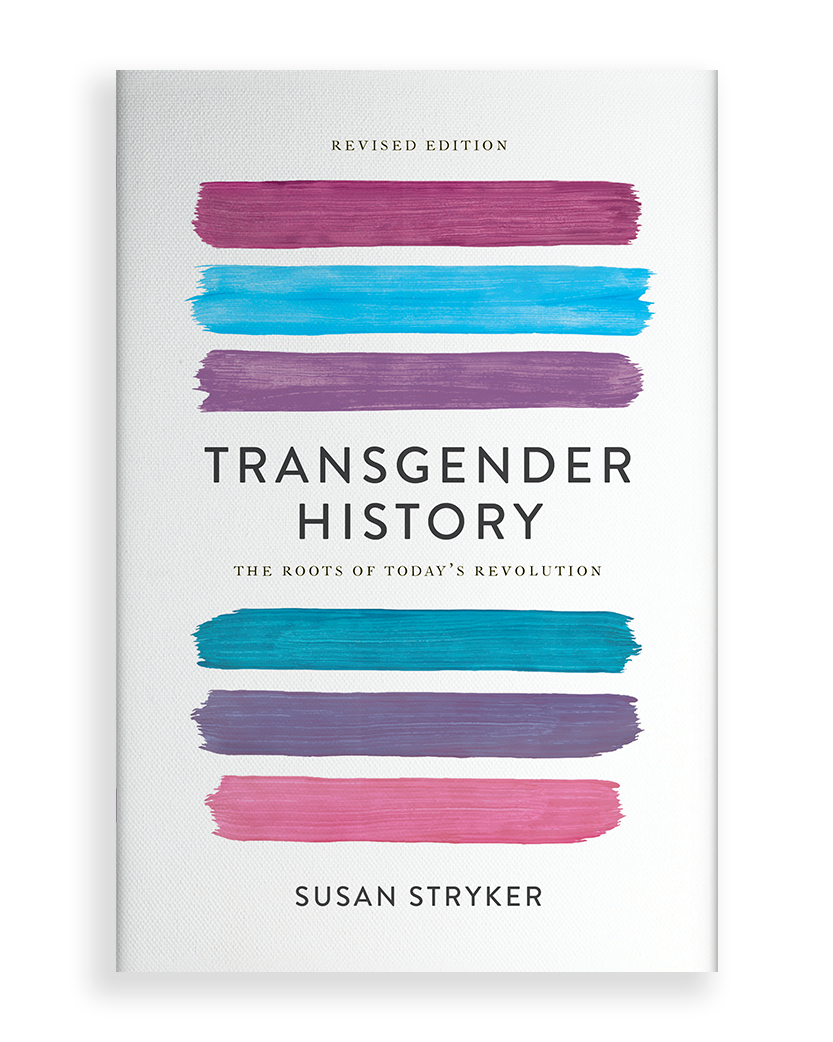 REVISED EDITION
TRANSGENDER
HISTORY
THE ROOTS OF TODAY'S REVOLUTION
SUSAN STRYKER